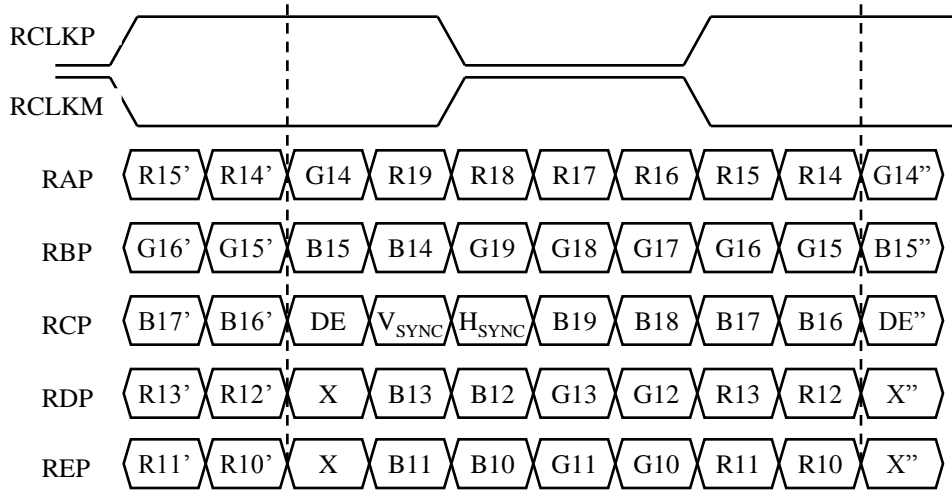 RCLKP
RCLKM
RAP R15’ R14’ G14 R19 R18 R17 R16 R15 R14 G14”
RBP G16’ G15’ B15 B14 G19 G18 G17 G16 G15 B15”
RCP B17’ B16’ DE VSYNC HSYNC B19 B18 B17 B16 DE”
RDP R13’ R12’ X B13 B12 G13 G12 R13 R12 X”
REP R11’ R10’ X B11 B10 G11 G10 R11 R10 X”